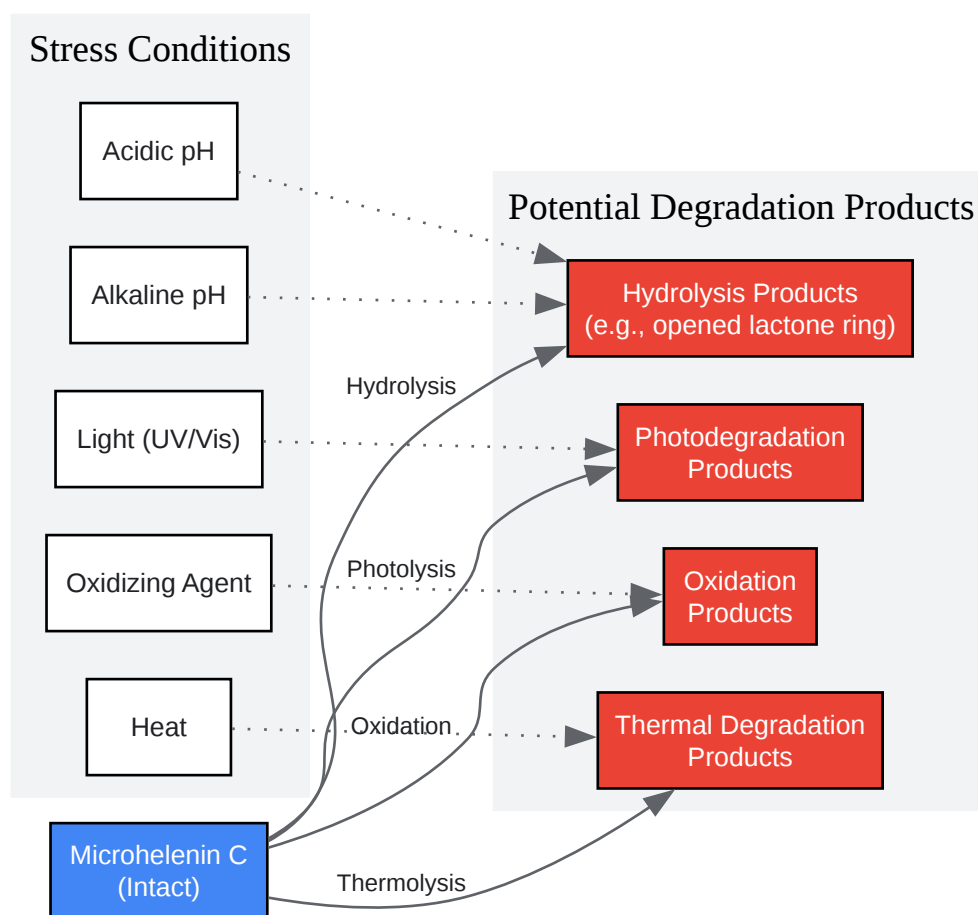 Stress Conditions
Acidic pH
Alkaline pH
Light (UV/Vis)
Oxidizing Agent
Heat
Microhelenin C
(Intact)
Hydrolysis
Photolysis
Oxidation
Thermolysis
Potential Degradation Products
Hydrolysis Products
(e.g., opened lactone ring)
Photodegradation
Products
Oxidation
Products
Thermal Degradation
Products